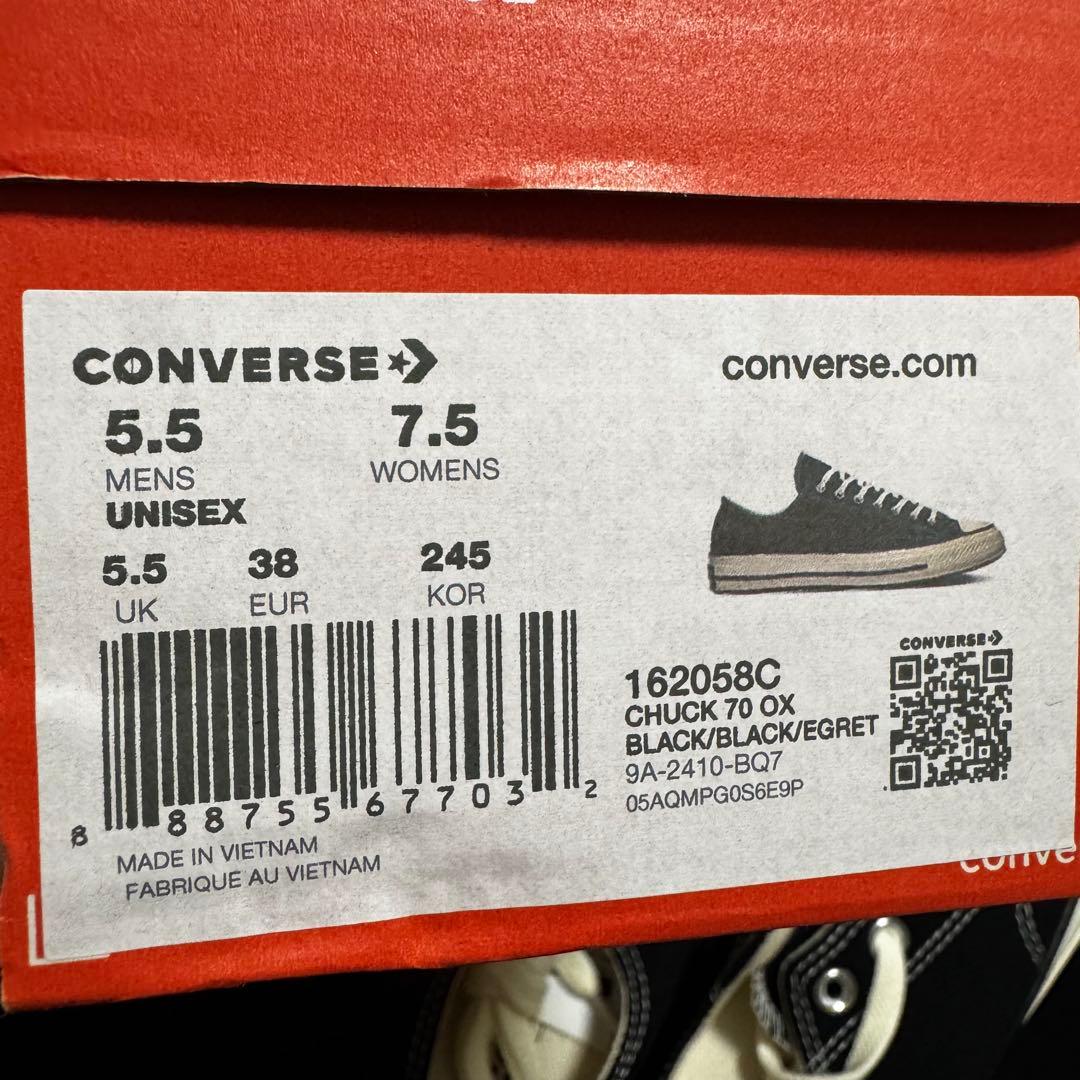 CONVERSE
5.5 7.5
MENS WOMENS
UNISEX
5.5 38 245
UK EUR KOR
8 88755 67703 2
MADE IN VIETNAM
FABRIQUE AU VIETNAM
converse.com
CONVERSE
162058C
CHUCK 70 OX
BLACK/BLACK/EGRET
9A-2410-BQ7
05AQMPG0S6E9P
conve